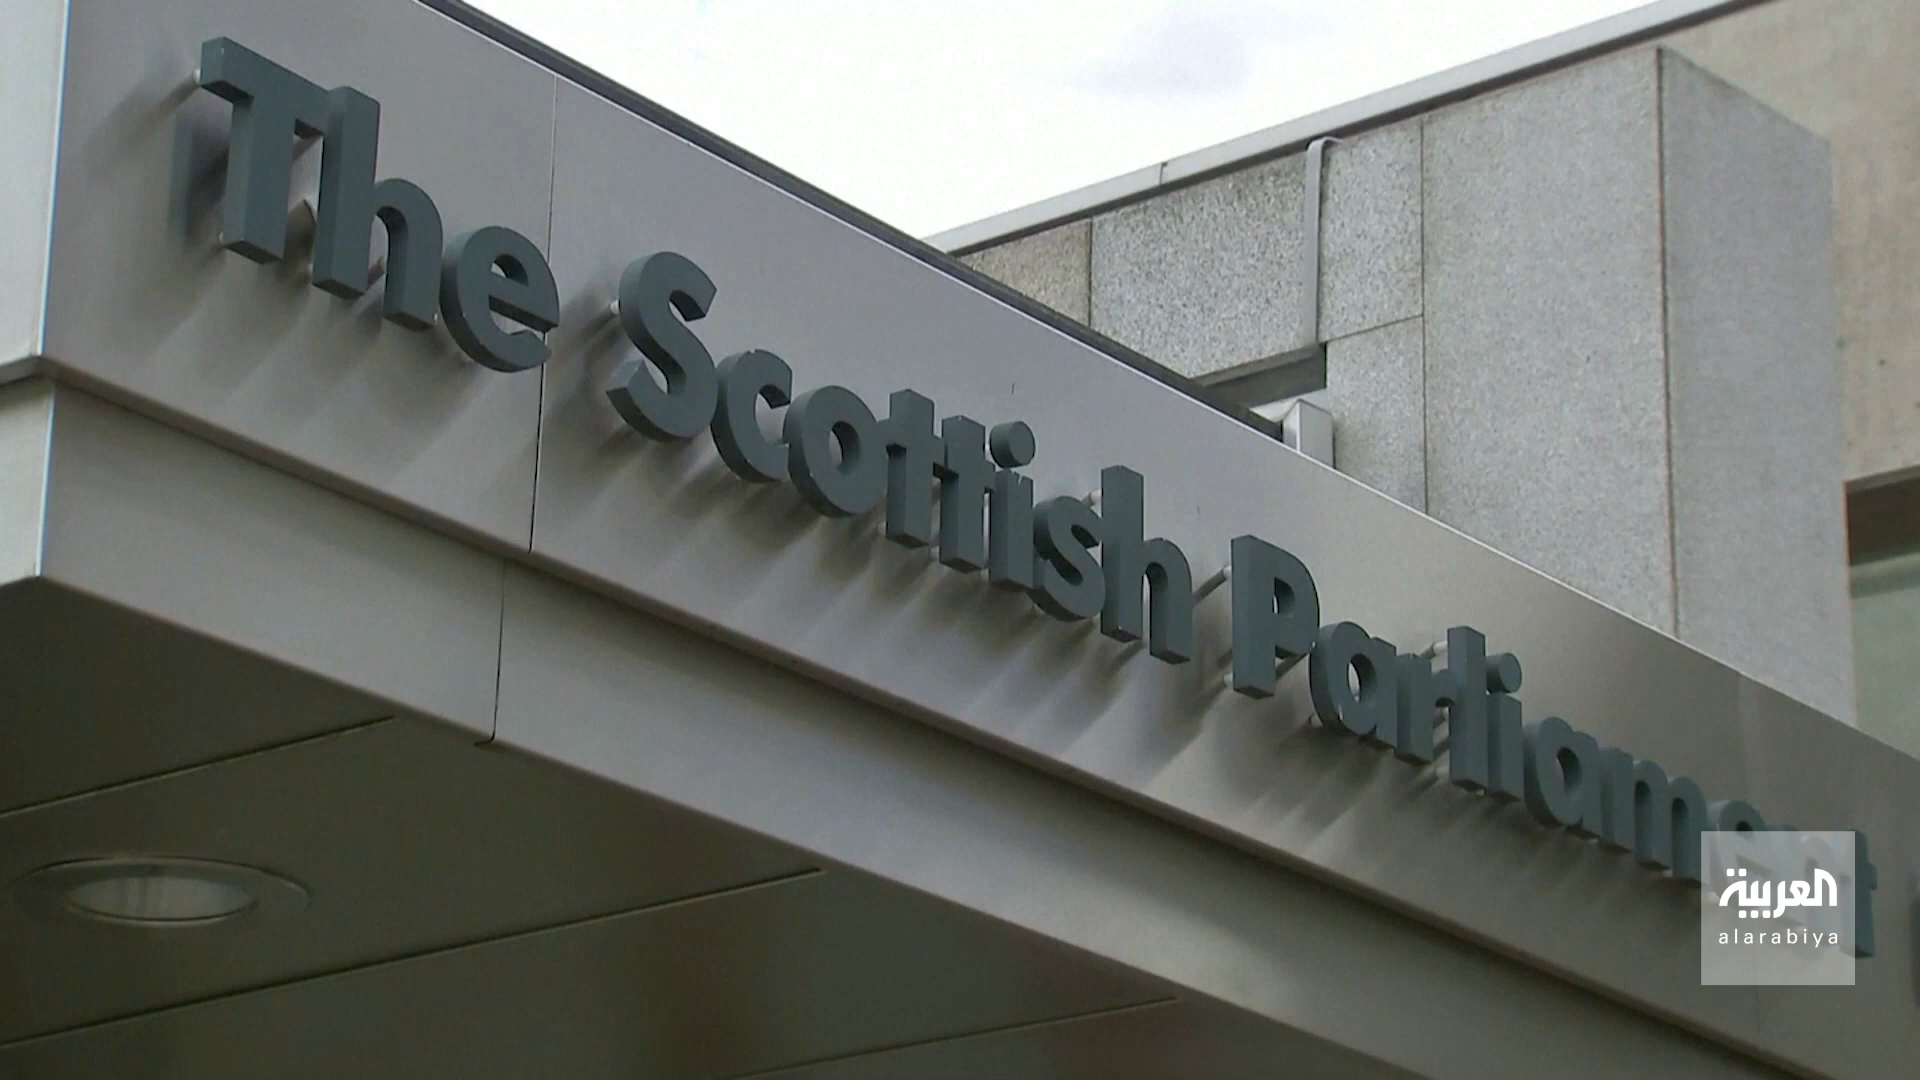 The Scottish Parliament
العربية
alarabiya